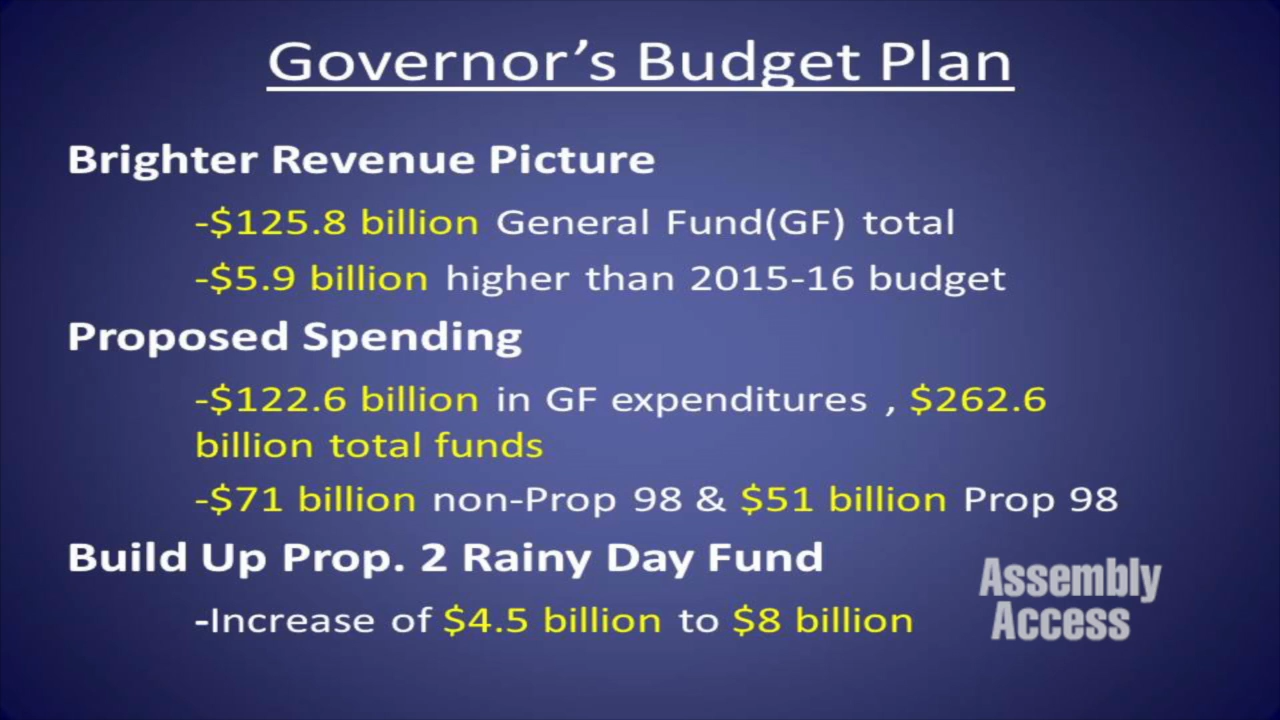 Governor’s Budget Plan
Brighter Revenue Picture
-$125.8 billion General Fund(GF) total
-$5.9 billion higher than 2015-16 budget
Proposed Spending
-$122.6 billion in GF expenditures , $262.6
billion total funds
-$71 billion non-Prop 98 & $51 billion Prop 98
Build Up Prop. 2 Rainy Day Fund
-Increase of $4.5 billion to $8 billion
Assembly
Access